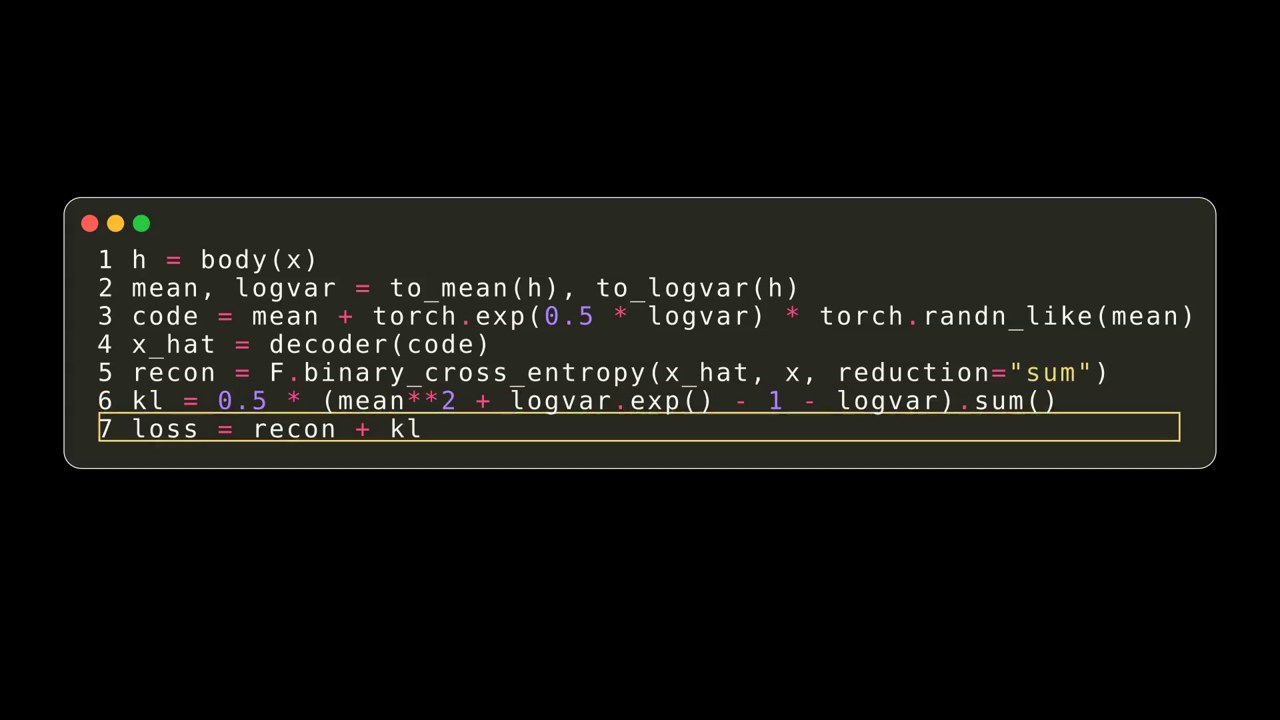 1 h = body(x)
2 mean, logvar = to_mean(h), to_logvar(h)
3 code = mean + torch.exp(0.5 * logvar) * torch.randn_like(mean)
4 x_hat = decoder(code)
5 recon = F.binary_cross_entropy(x_hat, x, reduction="sum")
6 kl = 0.5 * (mean**2 + logvar.exp() - 1 - logvar).sum()
7 loss = recon + kl